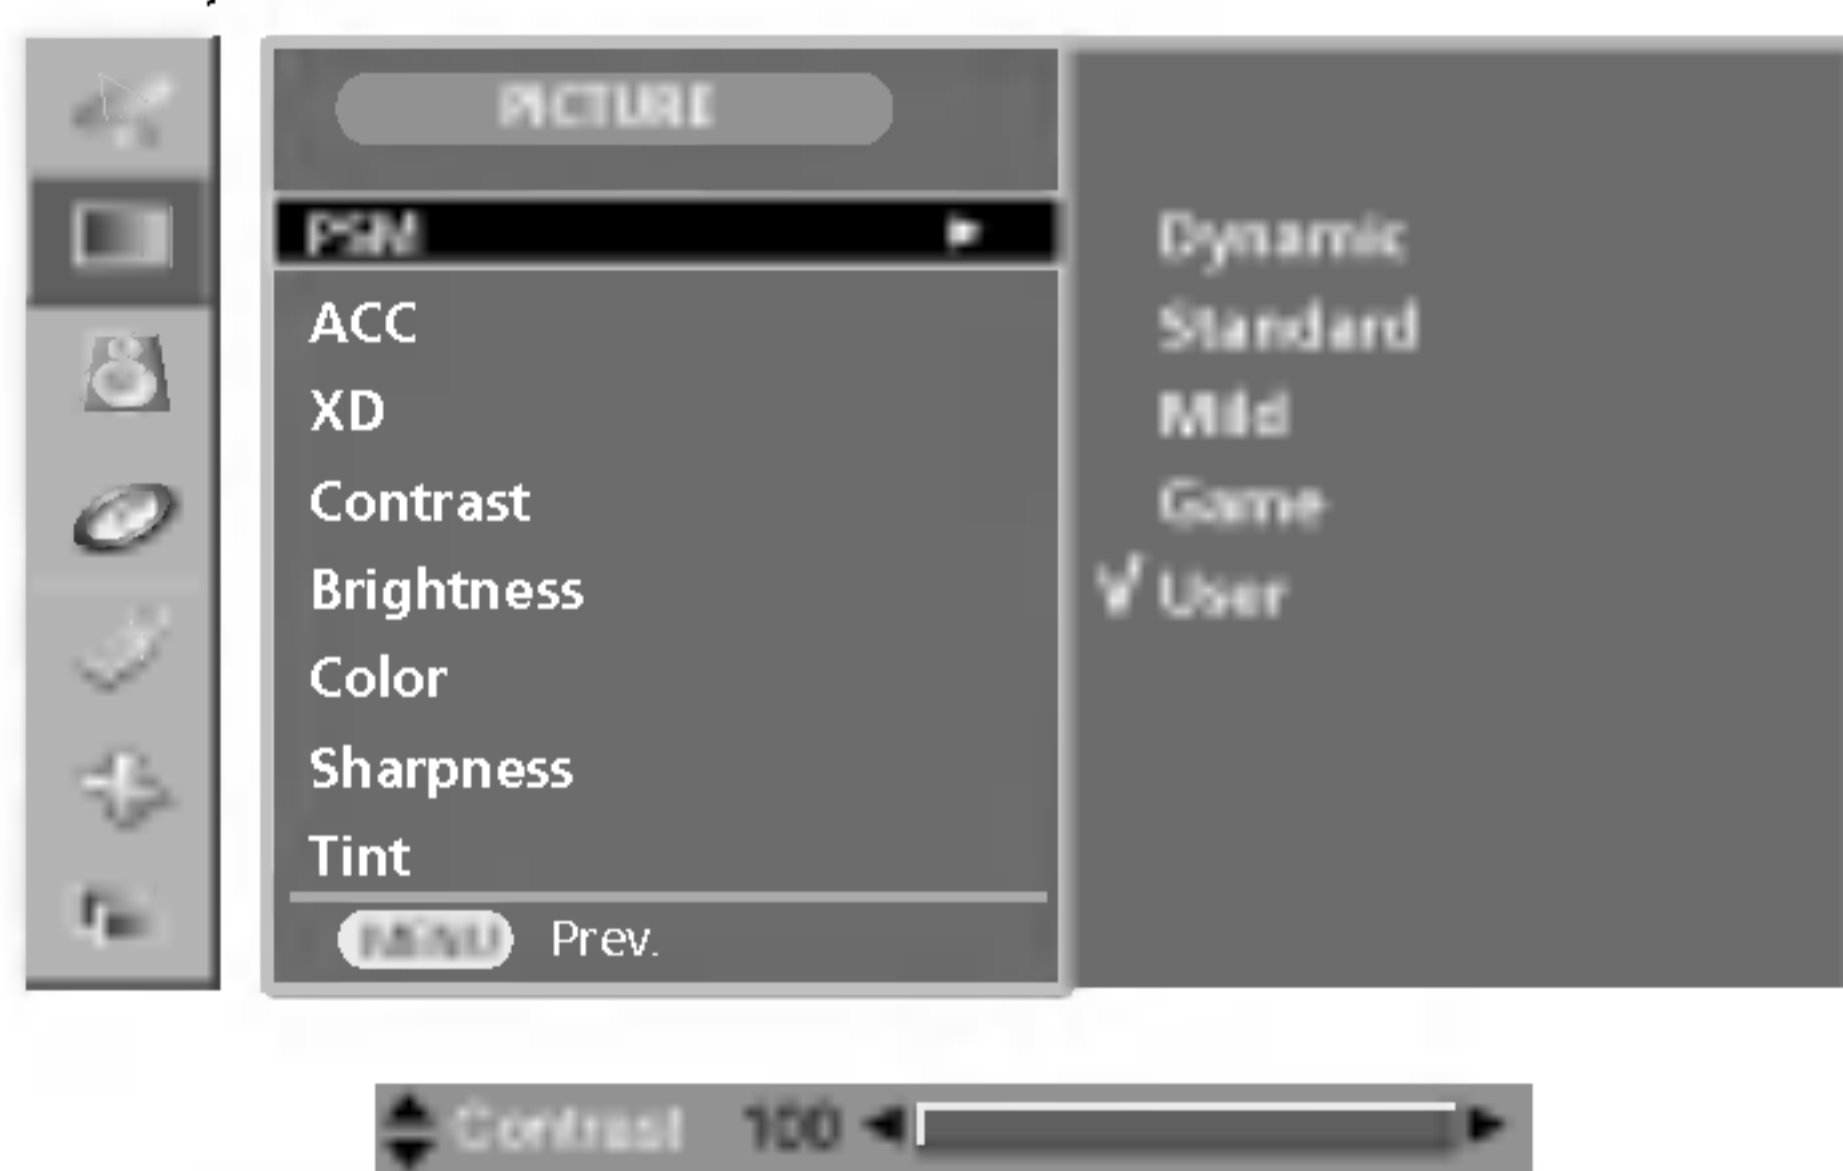 PICTURE
PSM
ACC
XD
Contrast
Brightness
Color
Sharpness
Tint
MENU Prev.
Dynamic
Standard
Mild
Game
User
Contrast 100